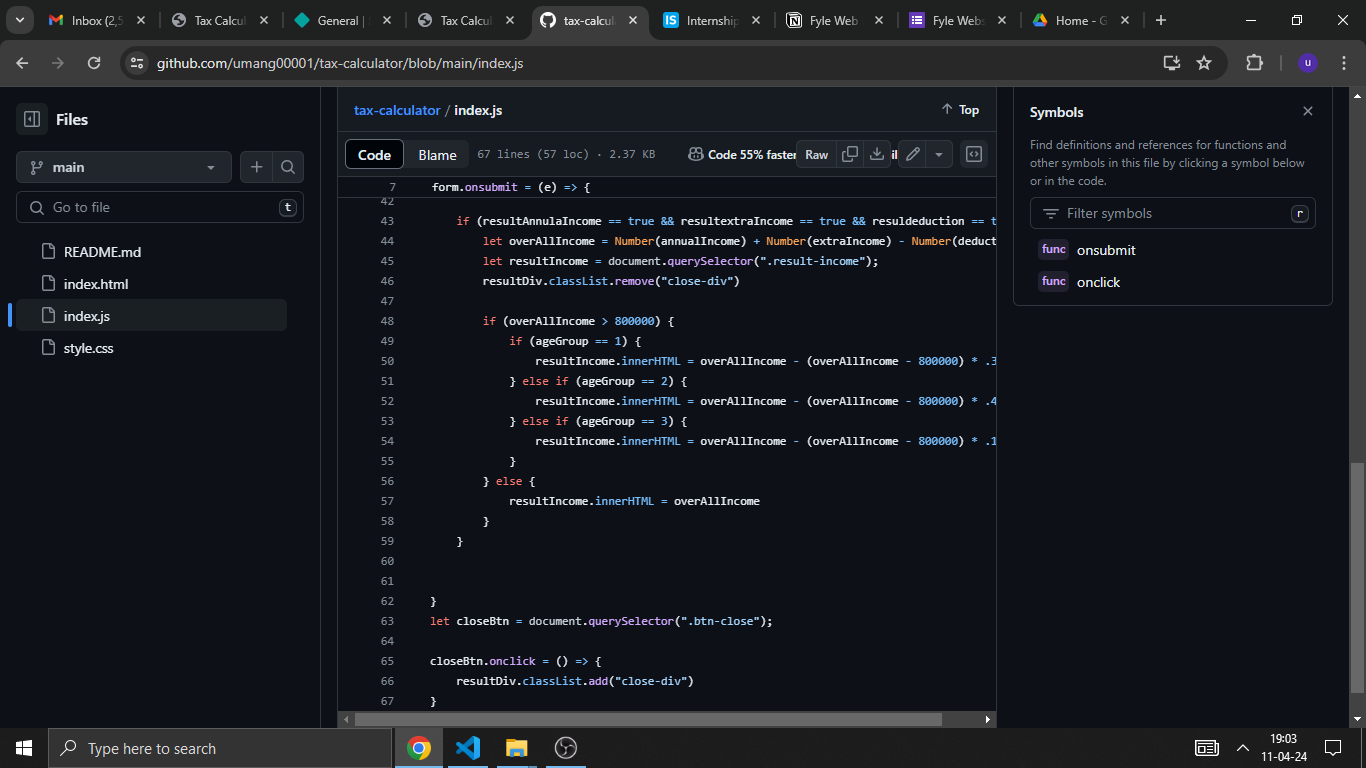 Inbox (2,5
Tax Calcul
General |
Tax Calcul
tax-calcul
Internship
Fyle Web
Fyle Webs
Home - G
github.com/umang00001/tax-calculator/blob/main/index.js
u
Files
main
Go to file
t
README.md
index.html
index.js
style.css
tax-calculator / index.js
Top
Code
Blame
67 lines (57 loc) · 2.37 KB
Code 55% faster
Raw
7 form.onsubmit = (e) => {
42
43 if (resultAnnulaIncome == true && resultextraIncome == true && resuldeduction == t
44 let overAllIncome = Number(annualIncome) + Number(extraIncome) - Number(deduct
45 let resultIncome = document.querySelector(".result-income");
46 resultDiv.classList.remove("close-div")
47
48 if (overAllIncome > 800000) {
49 if (ageGroup == 1) {
50 resultIncome.innerHTML = overAllIncome - (overAllIncome - 800000) * .3
51 } else if (ageGroup == 2) {
52 resultIncome.innerHTML = overAllIncome - (overAllIncome - 800000) * .4
53 } else if (ageGroup == 3) {
54 resultIncome.innerHTML = overAllIncome - (overAllIncome - 800000) * .1
55 }
56 } else {
57 resultIncome.innerHTML = overAllIncome
58 }
59 }
60
61
62 }
63 let closeBtn = document.querySelector(".btn-close");
64
65 closeBtn.onclick = () => {
66 resultDiv.classList.add("close-div")
67 }
Symbols
Find definitions and references for functions and
other symbols in this file by clicking a symbol below
or in the code.
Filter symbols
r
func onsubmit
func onclick
Type here to search
19:03
11-04-24